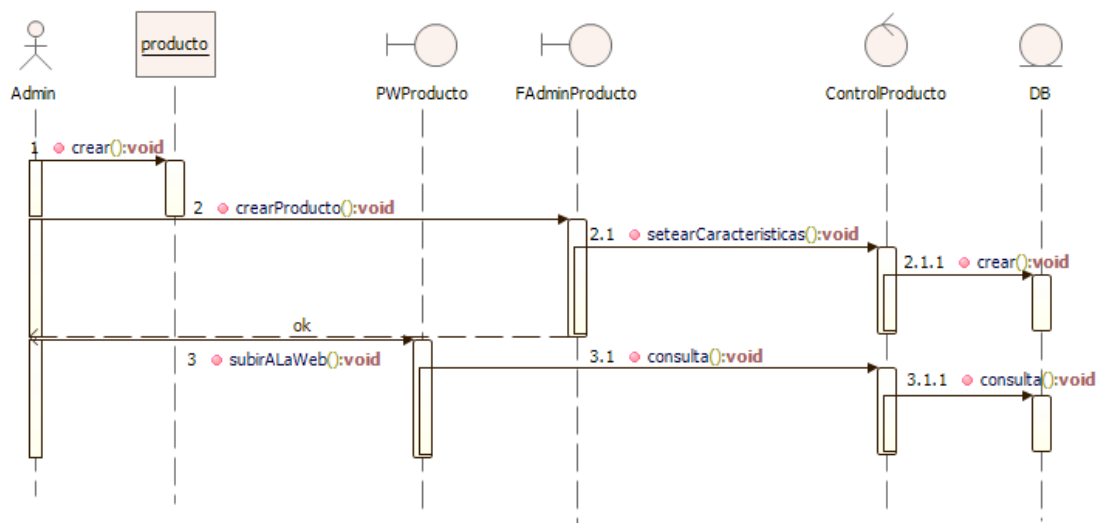 producto
Admin
PWProducto
FAdminProducto
ControlProducto
DB
1 crear():void
2 crearProducto():void
2.1 setearCaracteristicas():void
2.1.1 crear():void
ok
3 subirALaWeb():void
3.1 consulta():void
3.1.1 consulta():void